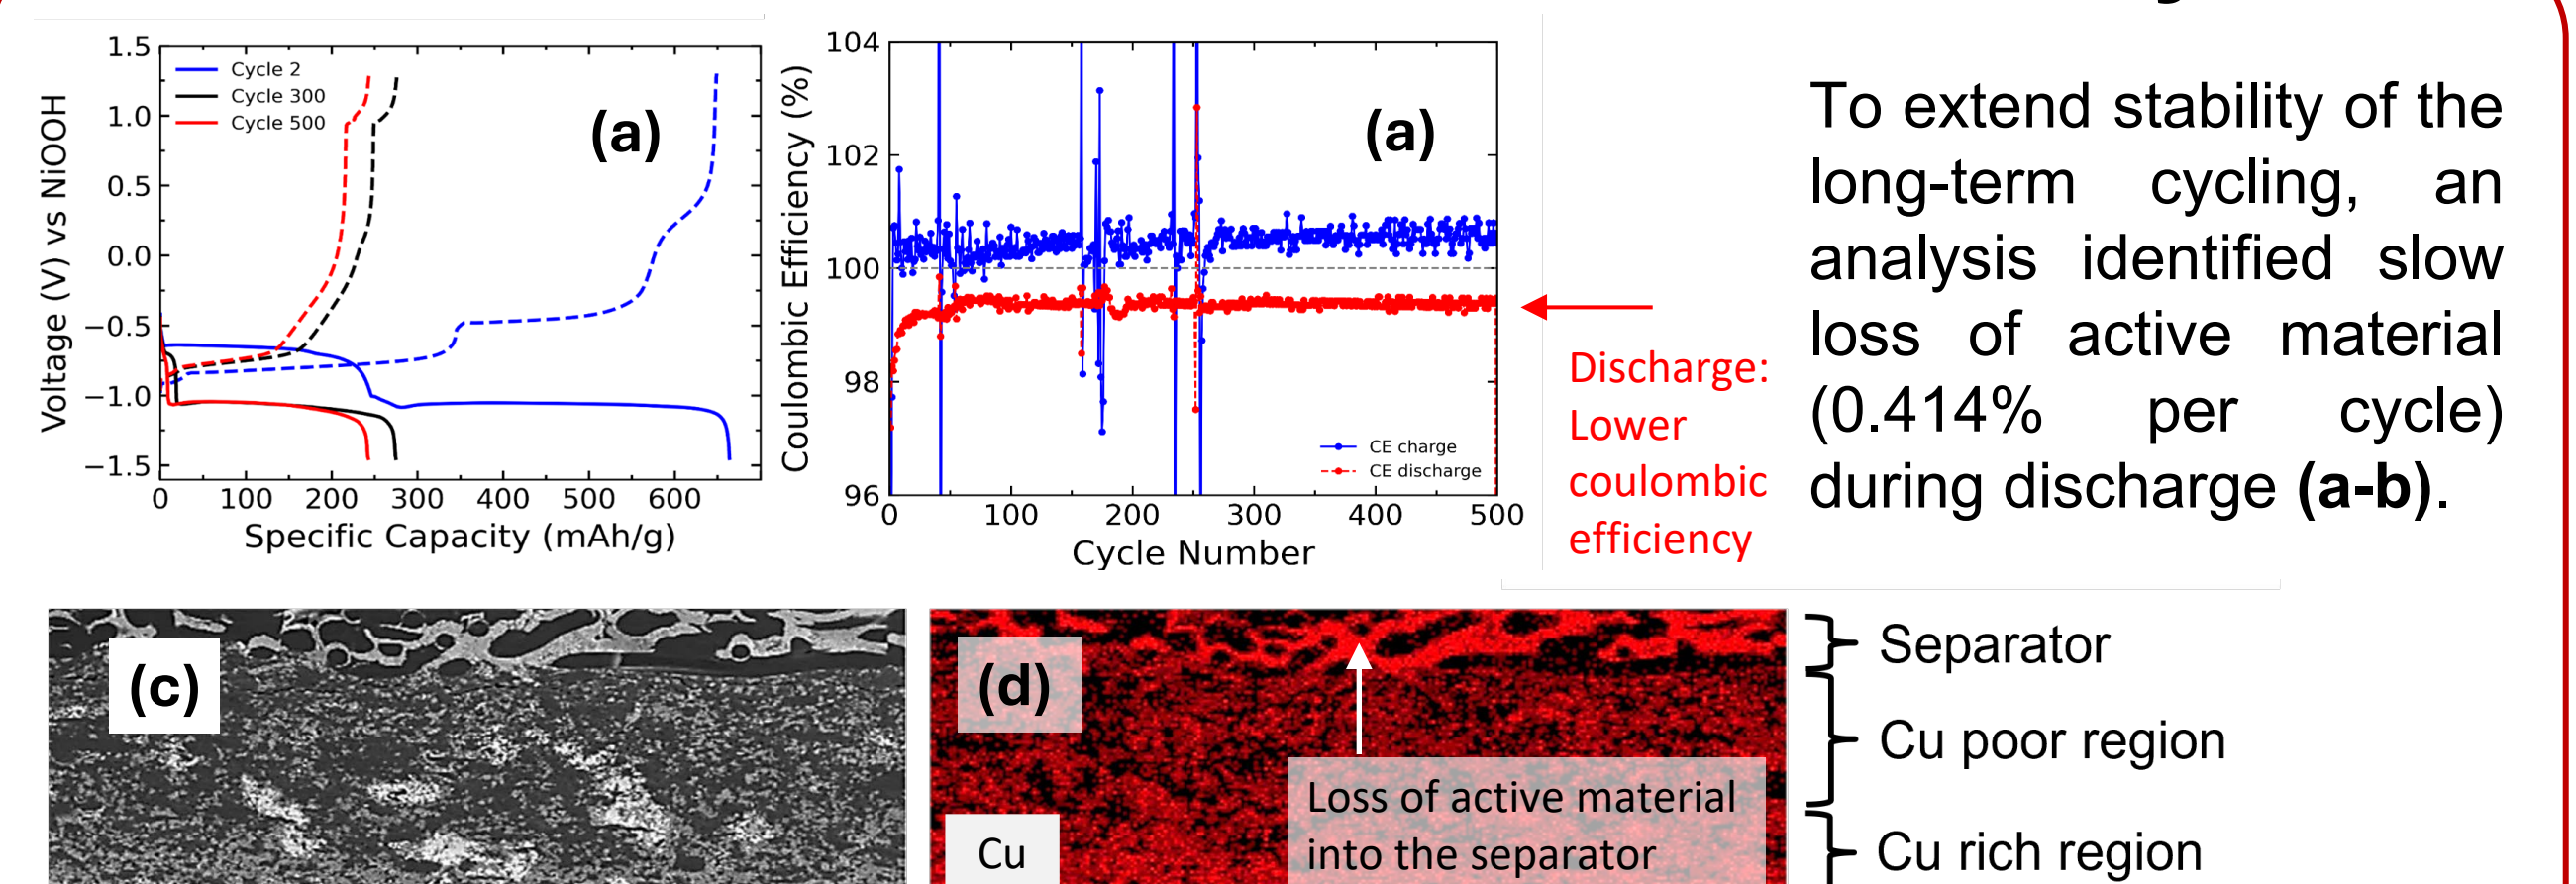 1.5
1.0
0.5
0.0
−0.5
−1.0
−1.5
Voltage (V) vs NiOOH
Cycle 2
Cycle 300
Cycle 500
(a)
0 100 200 300 400 500 600
Specific Capacity (mAh/g)
104
102
100
98
96
Coulombic Efficiency (%)
(a)
CE charge
CE discharge
0 100 200 300 400 500
Cycle Number
Discharge:
Lower
coulombic
efficiency
To extend stability of the
long-term cycling, an
analysis identified slow
loss of active material
(0.414% per cycle)
during discharge (a-b).
(c)
(d)
Cu
Loss of active material
into the separator
Separator
Cu poor region
Cu rich region